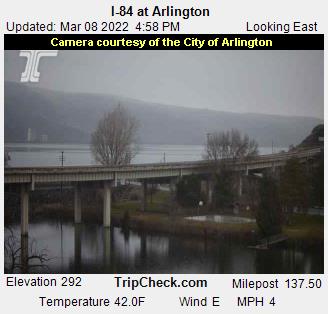 I-84 at Arlington
Updated: Mar 08 2022 4:58 PM Looking East
Camera courtesy of the City of Arlington
Elevation 292 TripCheck.com Milepost 137.50
Temperature 42.0F Wind E MPH 4